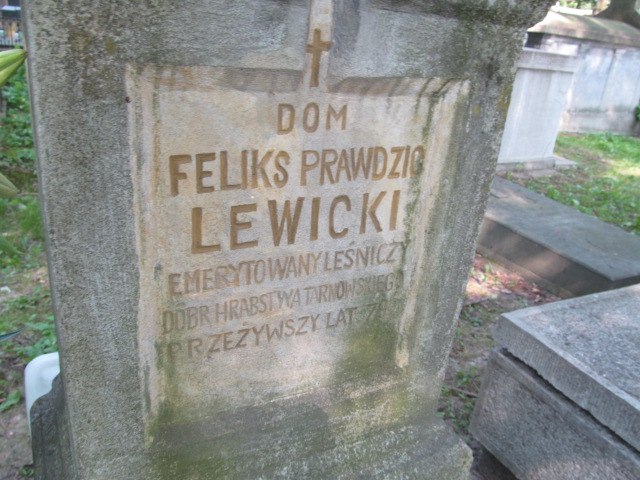 DOM
FELIKS PRAWDZIC
LEWICKI
EMERYTOWANY LEŚNICZY
DÓBR HRABSTWA TARNOWSKIEGO
PRZEŻYWSZY LAT